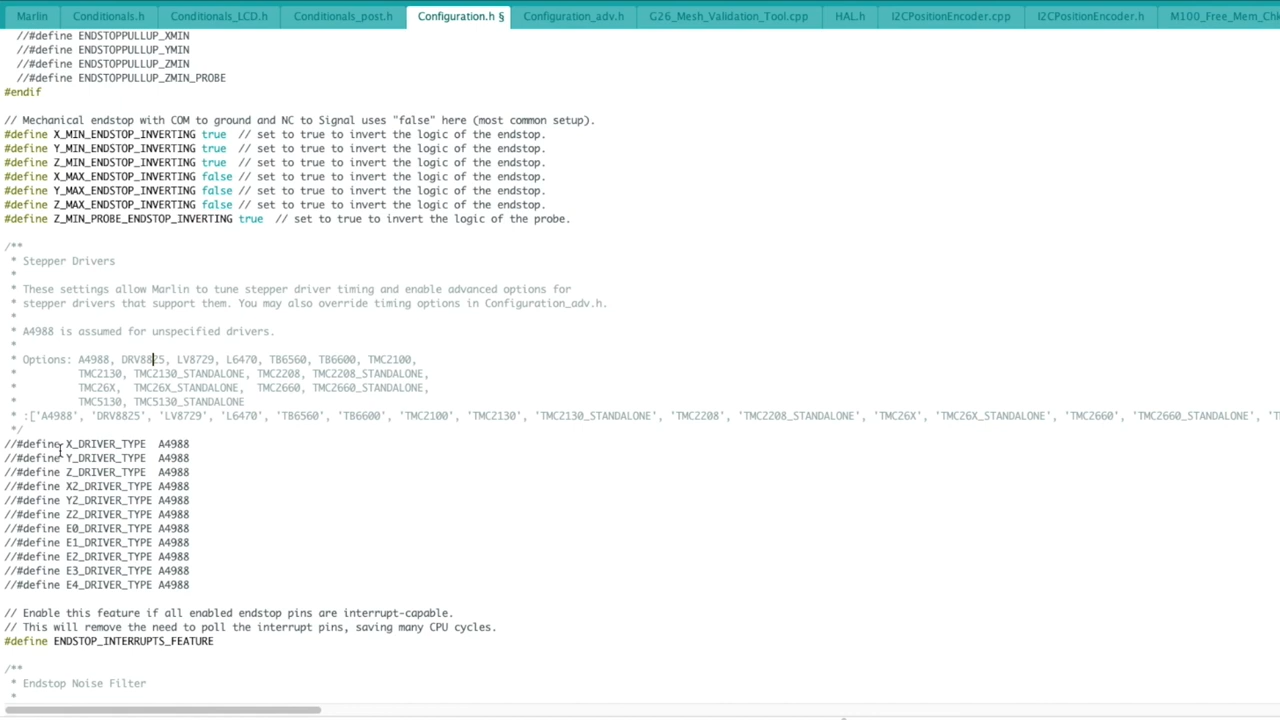 Marlin Conditionals.h Conditionals_LCD.h Conditionals_post.h Configuration.h § Configuration_adv.h G26_Mesh_Validation_Tool.cpp HAL.h I2CPositionEncoder.cpp I2CPositionEncoder.h M100_Free_Mem_Chk
//#define ENDSTOPPULLUP_XMIN
//#define ENDSTOPPULLUP_YMIN
//#define ENDSTOPPULLUP_ZMIN
//#define ENDSTOPPULLUP_ZMIN_PROBE
#endif
// Mechanical endstop with COM to ground and NC to Signal uses "false" here (most common setup).
#define X_MIN_ENDSTOP_INVERTING true // set to true to invert the logic of the endstop.
#define Y_MIN_ENDSTOP_INVERTING true // set to true to invert the logic of the endstop.
#define Z_MIN_ENDSTOP_INVERTING true // set to true to invert the logic of the endstop.
#define X_MAX_ENDSTOP_INVERTING false // set to true to invert the logic of the endstop.
#define Y_MAX_ENDSTOP_INVERTING false // set to true to invert the logic of the endstop.
#define Z_MAX_ENDSTOP_INVERTING false // set to true to invert the logic of the endstop.
#define Z_MIN_PROBE_ENDSTOP_INVERTING true // set to true to invert the logic of the probe.
/**
* Stepper Drivers
*
* These settings allow Marlin to tune stepper driver timing and enable advanced options for
* stepper drivers that support them. You may also override timing options in Configuration_adv.h.
*
* A4988 is assumed for unspecified drivers.
*
* Options: A4988, DRV8825, LV8729, L6470, TB6560, TB6600, TMC2100,
* TMC2130, TMC2130_STANDALONE, TMC2208, TMC2208_STANDALONE,
* TMC26X, TMC26X_STANDALONE, TMC2660, TMC2660_STANDALONE,
* TMC5130, TMC5130_STANDALONE
* :['A4988', 'DRV8825', 'LV8729', 'L6470', 'TB6560', 'TB6600', 'TMC2100', 'TMC2130', 'TMC2130_STANDALONE', 'TMC2208', 'TMC2208_STANDALONE', 'TMC26X', 'TMC26X_STANDALONE', 'TMC2660', 'TMC2660_STANDALONE',
*/
//#define X_DRIVER_TYPE A4988
//#define Y_DRIVER_TYPE A4988
//#define Z_DRIVER_TYPE A4988
//#define X2_DRIVER_TYPE A4988
//#define Y2_DRIVER_TYPE A4988
//#define Z2_DRIVER_TYPE A4988
//#define E0_DRIVER_TYPE A4988
//#define E1_DRIVER_TYPE A4988
//#define E2_DRIVER_TYPE A4988
//#define E3_DRIVER_TYPE A4988
//#define E4_DRIVER_TYPE A4988
// Enable this feature if all enabled endstop pins are interrupt-capable.
// This will remove the need to poll the interrupt pins, saving many CPU cycles.
#define ENDSTOP_INTERRUPTS_FEATURE
/**
* Endstop Noise Filter
*